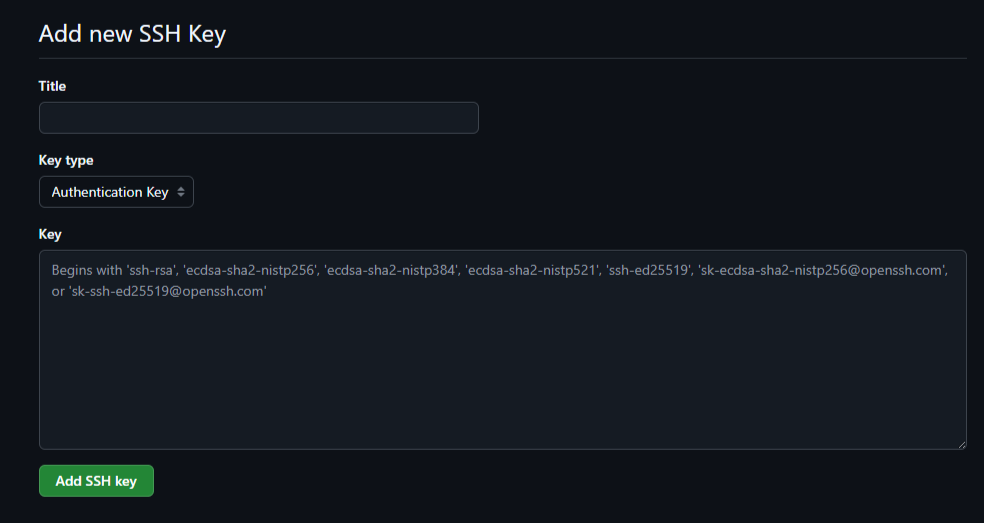 Add new SSH Key
Title
Key type
Authentication Key
Key
Begins with 'ssh-rsa', 'ecdsa-sha2-nistp256', 'ecdsa-sha2-nistp384', 'ecdsa-sha2-nistp521', 'ssh-ed25519', 'sk-ecdsa-sha2-nistp256@openssh.com',
or 'sk-ssh-ed25519@openssh.com'
Add SSH key